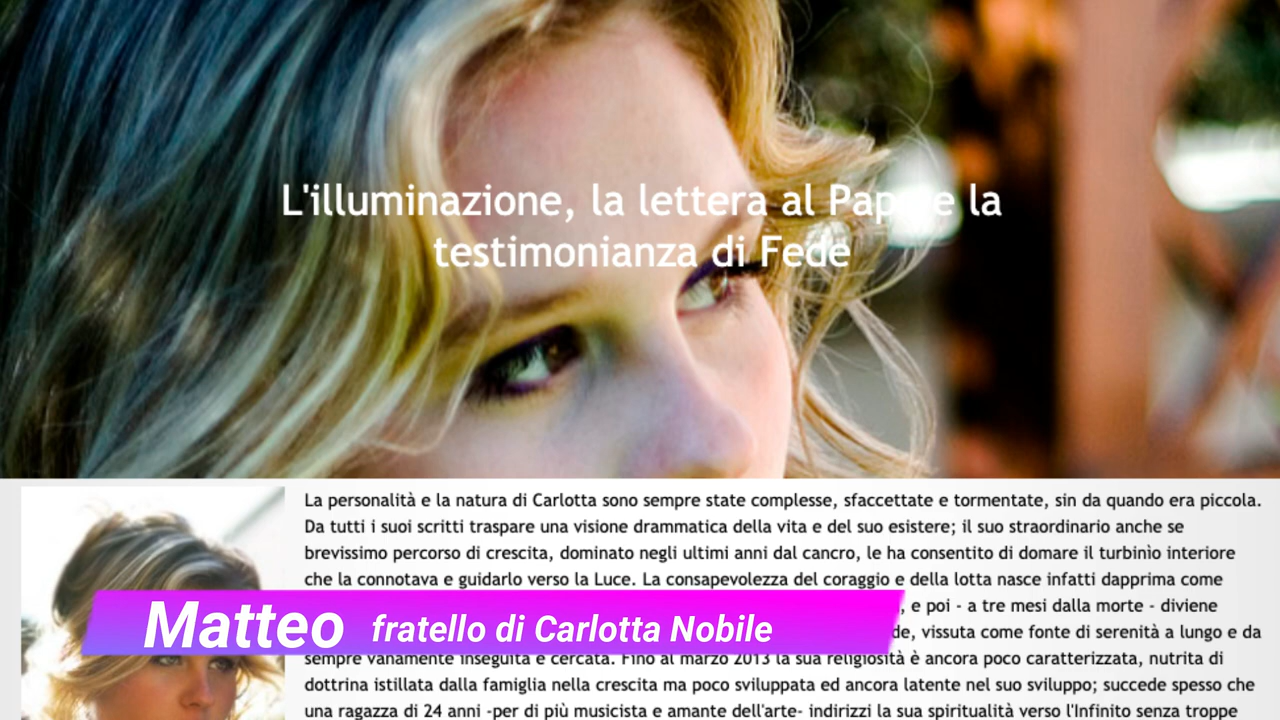 L'illuminazione, la lettera al Papa e la
testimonianza di Fede
La personalità e la natura di Carlotta sono sempre state complesse, sfaccettate e tormentate, sin da quando era piccola.
Da tutti i suoi scritti traspare una visione drammatica della vita e del suo esistere; il suo straordinario anche se
brevissimo percorso di crescita, dominato negli ultimi anni dal cancro, le ha consentito di domare il turbinìo interiore
che la connotava e guidarlo verso la Luce. La consapevolezza del coraggio e della lotta nasce infatti dapprima come
, e poi - a tre mesi dalla morte - diviene
Matteo fratello di Carlotta Nobile
de, vissuta come fonte di serenità a lungo e da
sempre vanamente inseguita e cercata. Fino al marzo 2013 la sua religiosità è ancora poco caratterizzata, nutrita di
dottrina istillata dalla famiglia nella crescita ma poco sviluppata ed ancora latente nel suo sviluppo; succede spesso che
una ragazza di 24 anni -per di più musicista e amante dell'arte- indirizzi la sua spiritualità verso l'Infinito senza troppe